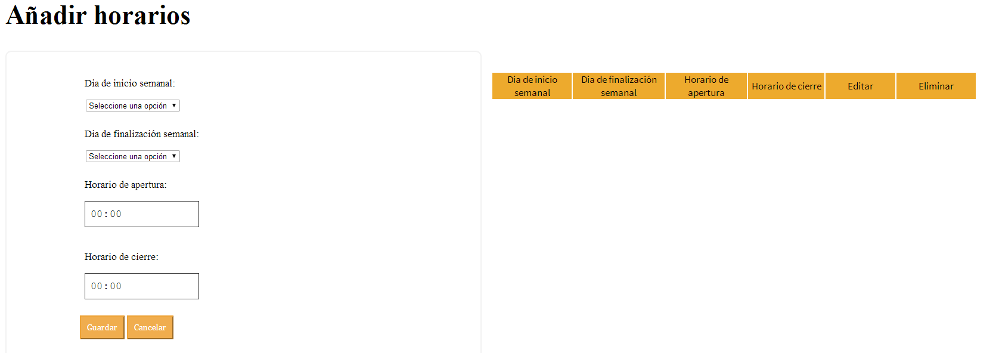 Añadir horarios
Dia de inicio semanal:
Seleccione una opción
Dia de finalización semanal:
Seleccione una opción
Horario de apertura:
00:00
Horario de cierre:
00:00
Guardar Cancelar
Dia de inicio
semanal
Dia de finalización
semanal
Horario de
apertura
Horario de cierre
Editar
Eliminar